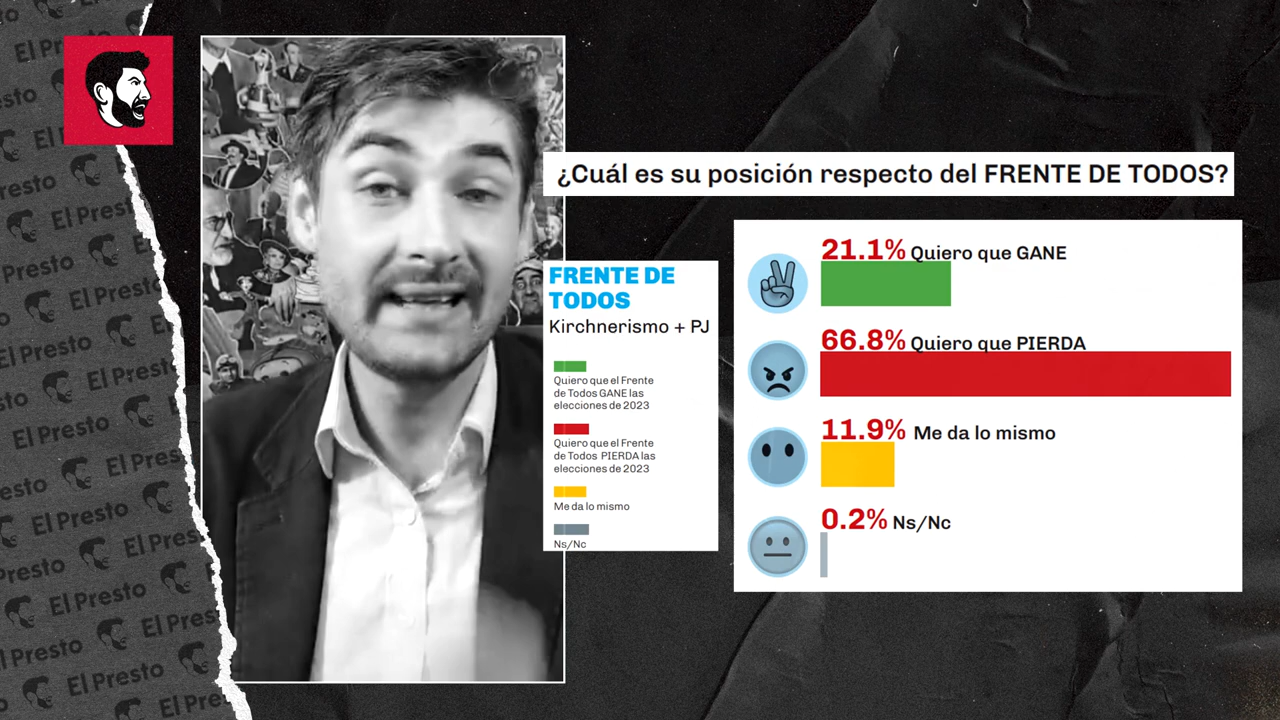 ¿Cuál es su posición respecto del FRENTE DE TODOS?
FRENTE DE
TODOS
Kirchnerismo + PJ
Quiero que el Frente
de Todos GANE las
elecciones de 2023
Quiero que el Frente
de Todos PIERDA las
elecciones de 2023
Me da lo mismo
Ns/Nc
21.1% Quiero que GANE
66.8% Quiero que PIERDA
11.9% Me da lo mismo
0.2% Ns/Nc
El Presto
El Presto
El Presto
El Presto
El Presto
El Presto
El Presto